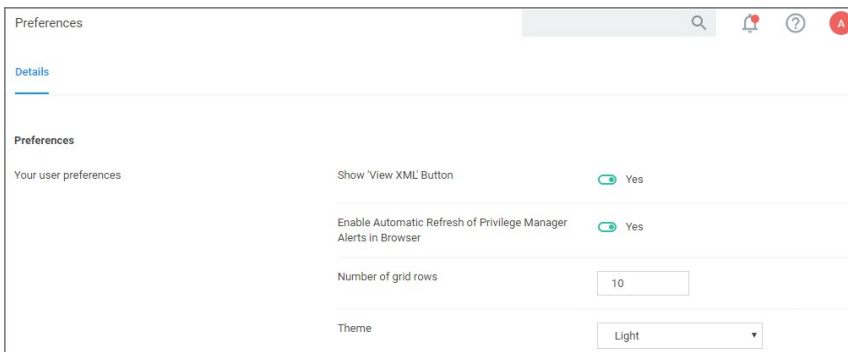 Preferences
A
Details
Preferences
Your user preferences
Show 'View XML' Button
Yes
Enable Automatic Refresh of Privilege Manager
Alerts in Browser
Yes
Number of grid rows
10
Theme
Light